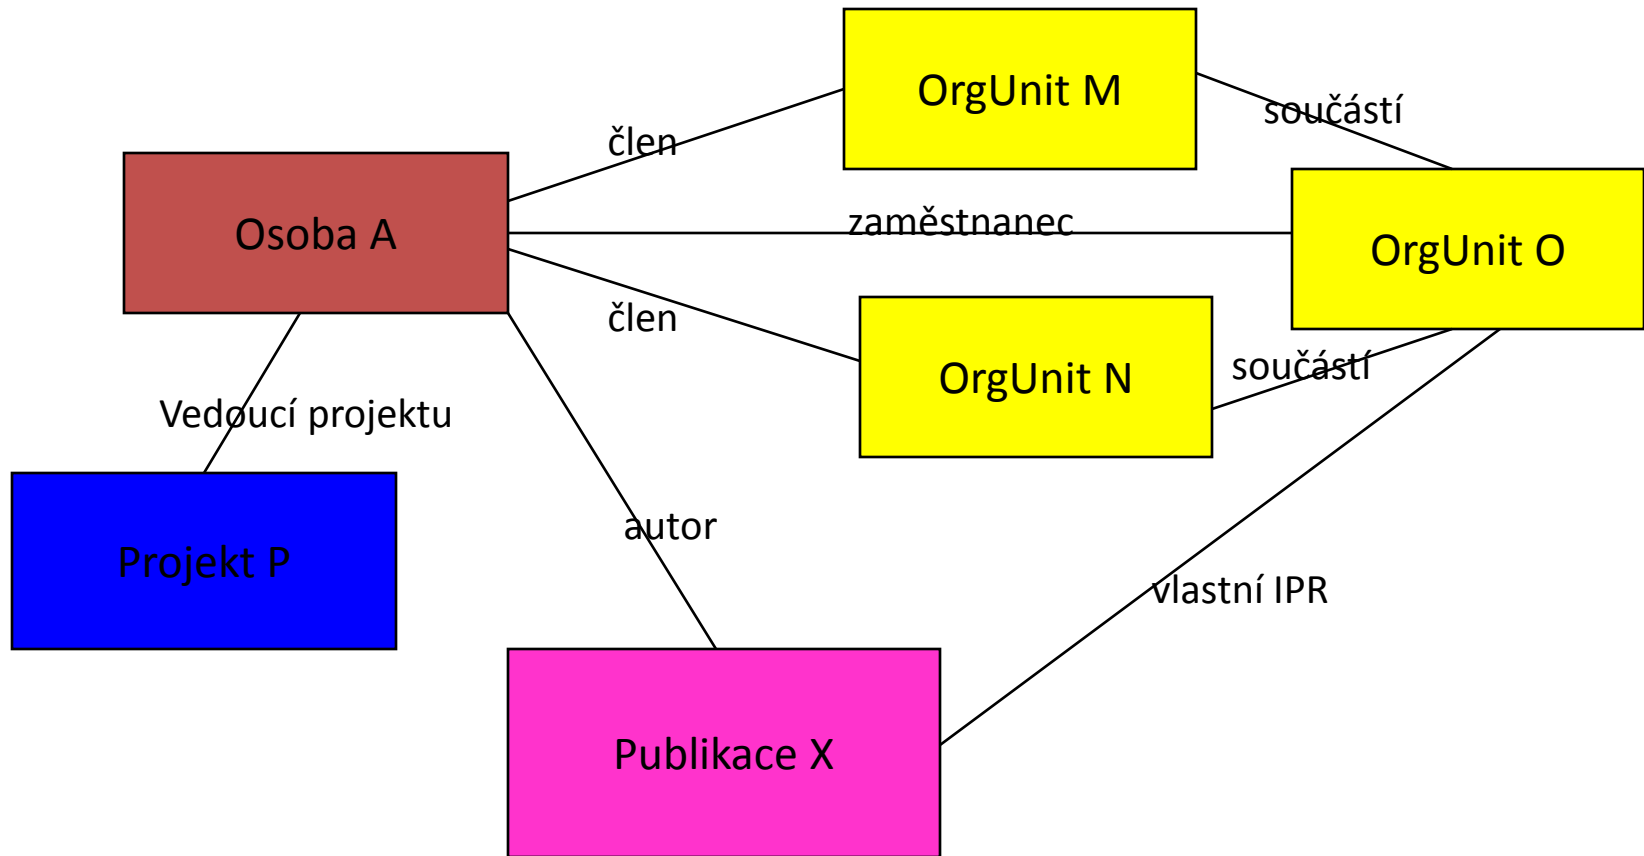 OrgUnit M
součástí
člen
Osoba A
zaměstnanec
OrgUnit O
člen
OrgUnit N
součástí
Vedoucí projektu
autor
Projekt P
vlastní IPR
Publikace X